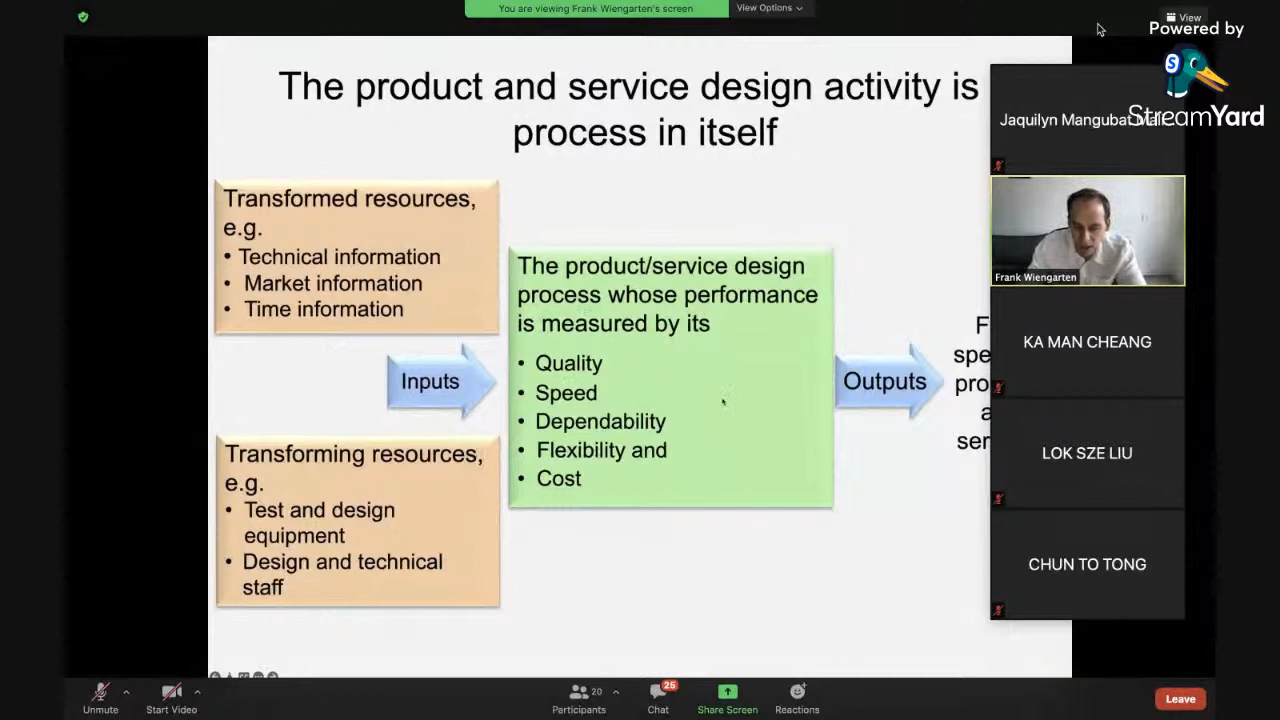 You are viewing Frank Wiengarten's screen
View Options
View
Powered by
StreamYard
The product and service design activity is
process in itself
Transformed resources,
e.g.
• Technical information
• Market information
• Time information
Inputs
Transforming resources,
e.g.
• Test and design
equipment
• Design and technical
staff
The product/service design
process whose performance
is measured by its
• Quality
• Speed
• Dependability
• Flexibility and
• Cost
Outputs
Jaquilyn Mangubat
Frank Wiengarten
KA MAN CHEANG
LOK SZE LIU
CHUN TO TONG
Unmute
Start Video
20
Participants
25
Chat
Share Screen
Reactions
Leave